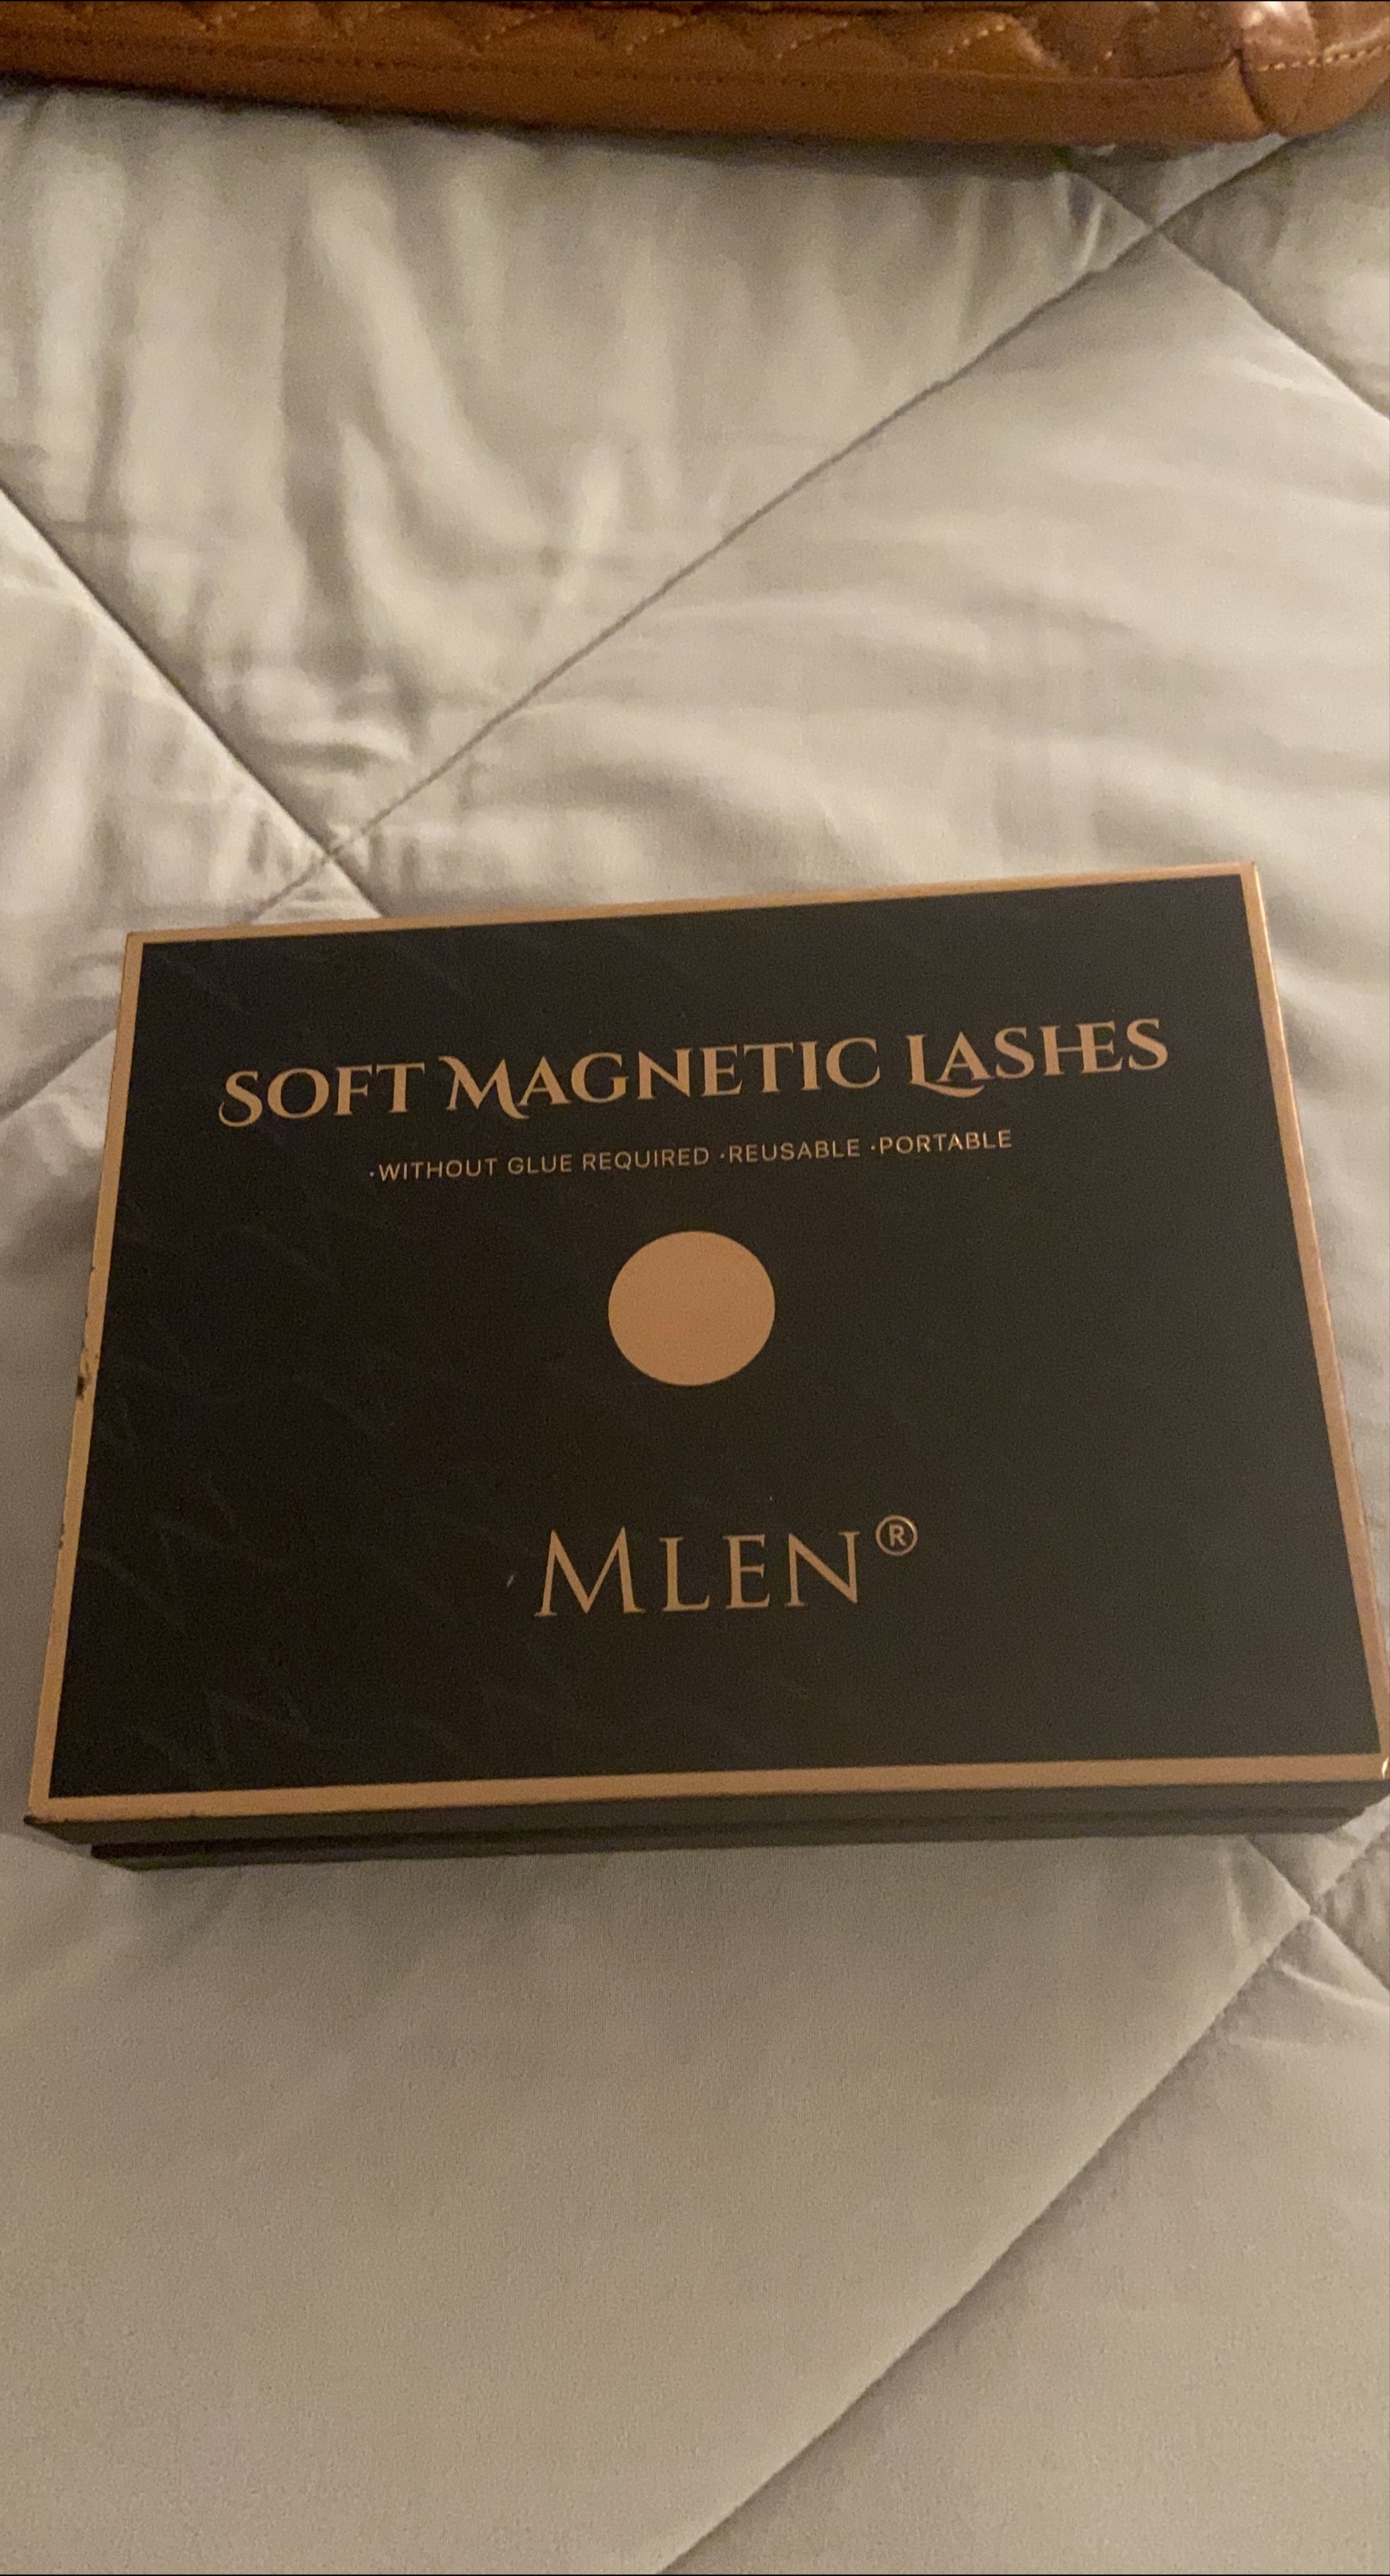 SOFT MAGNETIC LASHES
·WITHOUT GLUE REQUIRED ·REUSABLE ·PORTABLE
MLEN®